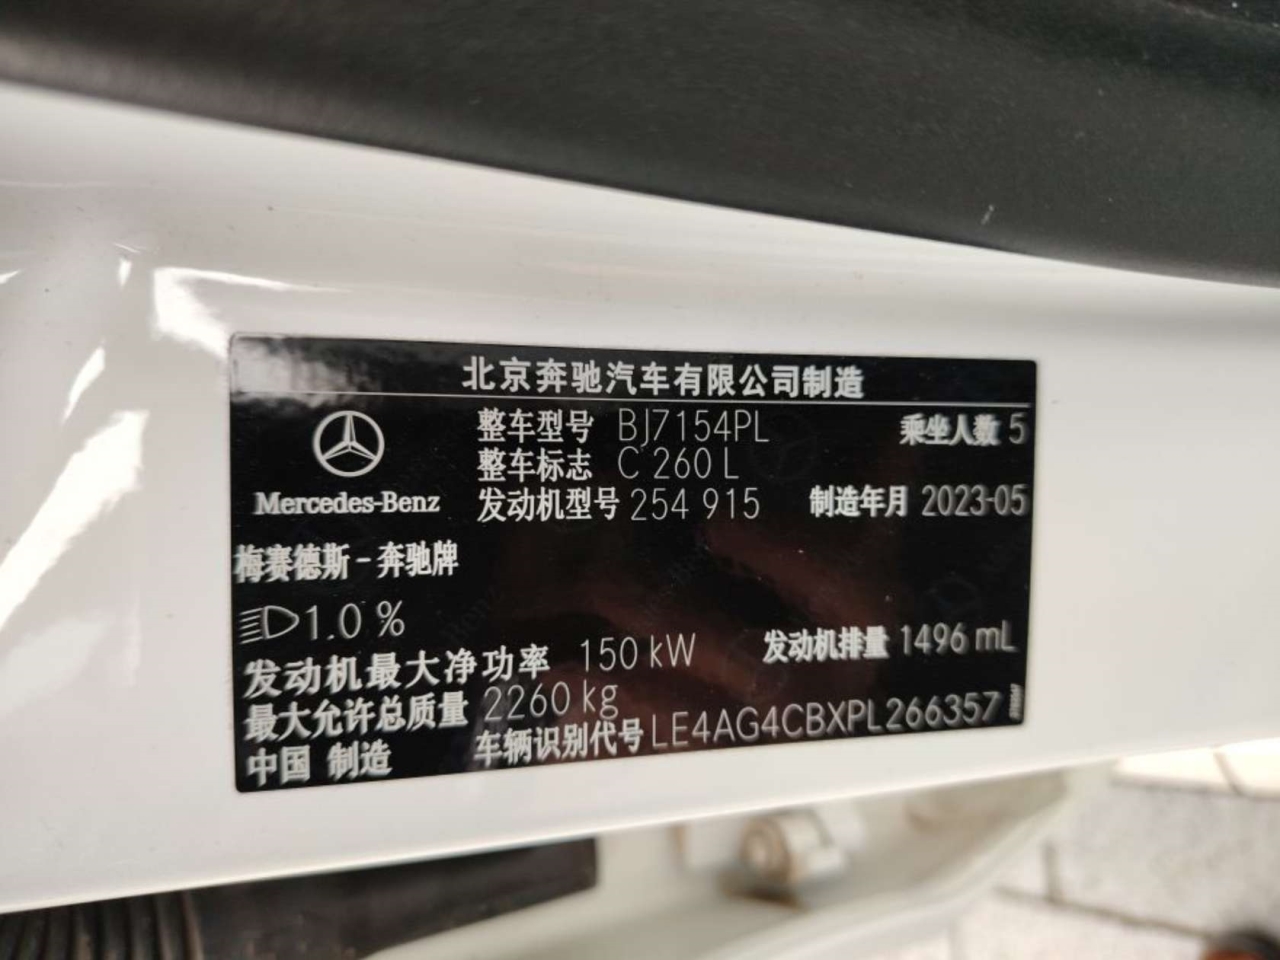 北京奔驰汽车有限公司制造
整车型号 BJ7154PL 乘坐人数 5
整车标志 C 260 L
Mercedes-Benz 发动机型号 254 915 制造年月 2023-05
梅赛德斯-奔驰牌
1.0 %
发动机最大净功率 150 kW 发动机排量 1496 mL
最大允许总质量 2260 kg
中国 制造 车辆识别代号 LE4AG4CBXPL266357